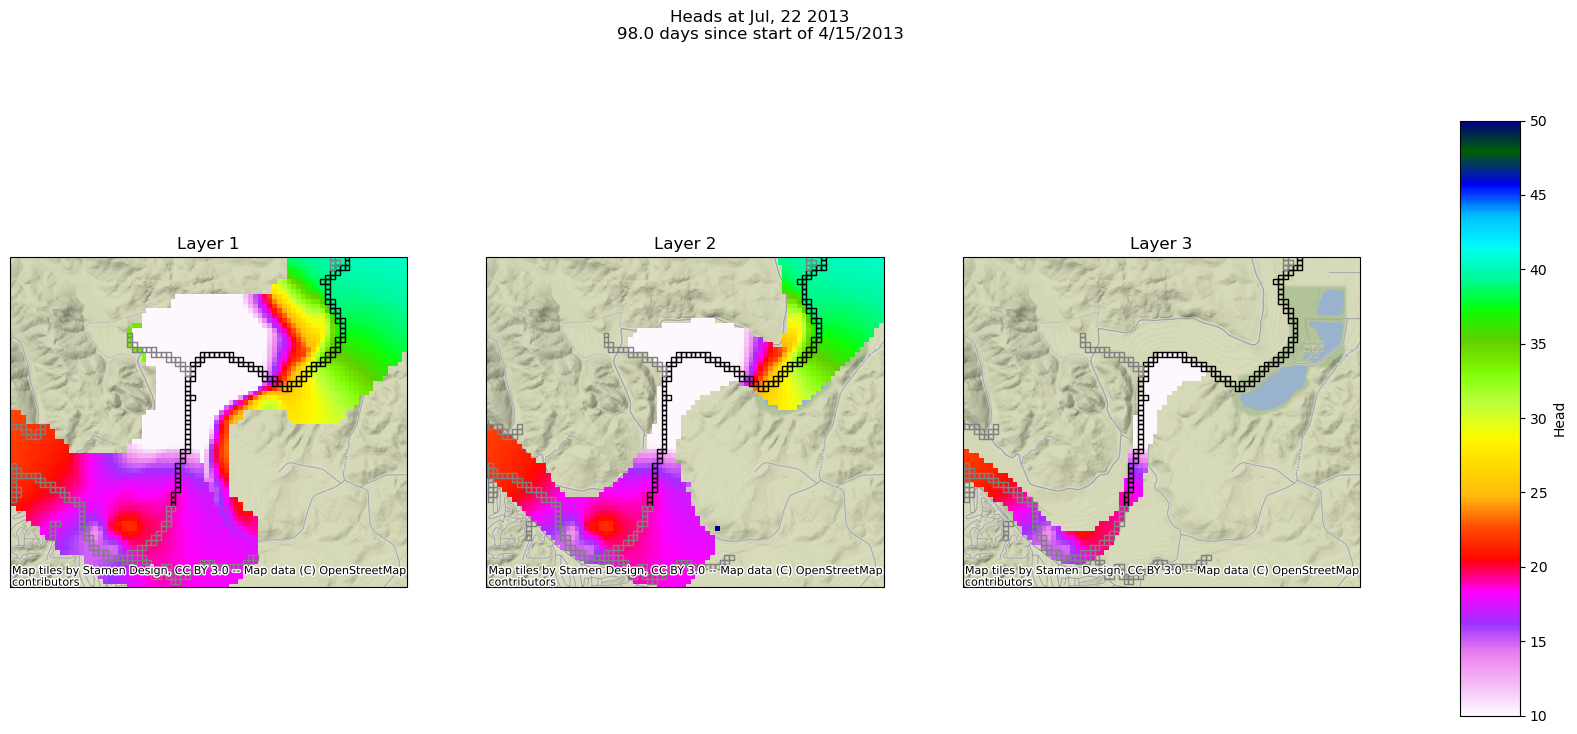 Heads at Jul, 22 2013
98.0 days since start of 4/15/2013
Layer 1
Layer 2
Layer 3
Map tiles by Stamen Design, CC BY 3.0 -- Map data (C) OpenStreetMap
contributors
Map tiles by Stamen Design, CC BY 3.0 -- Map data (C) OpenStreetMap
contributors
Map tiles by Stamen Design, CC BY 3.0 -- Map data (C) OpenStreetMap
contributors
50
45
40
35
30
25
20
15
10
Head